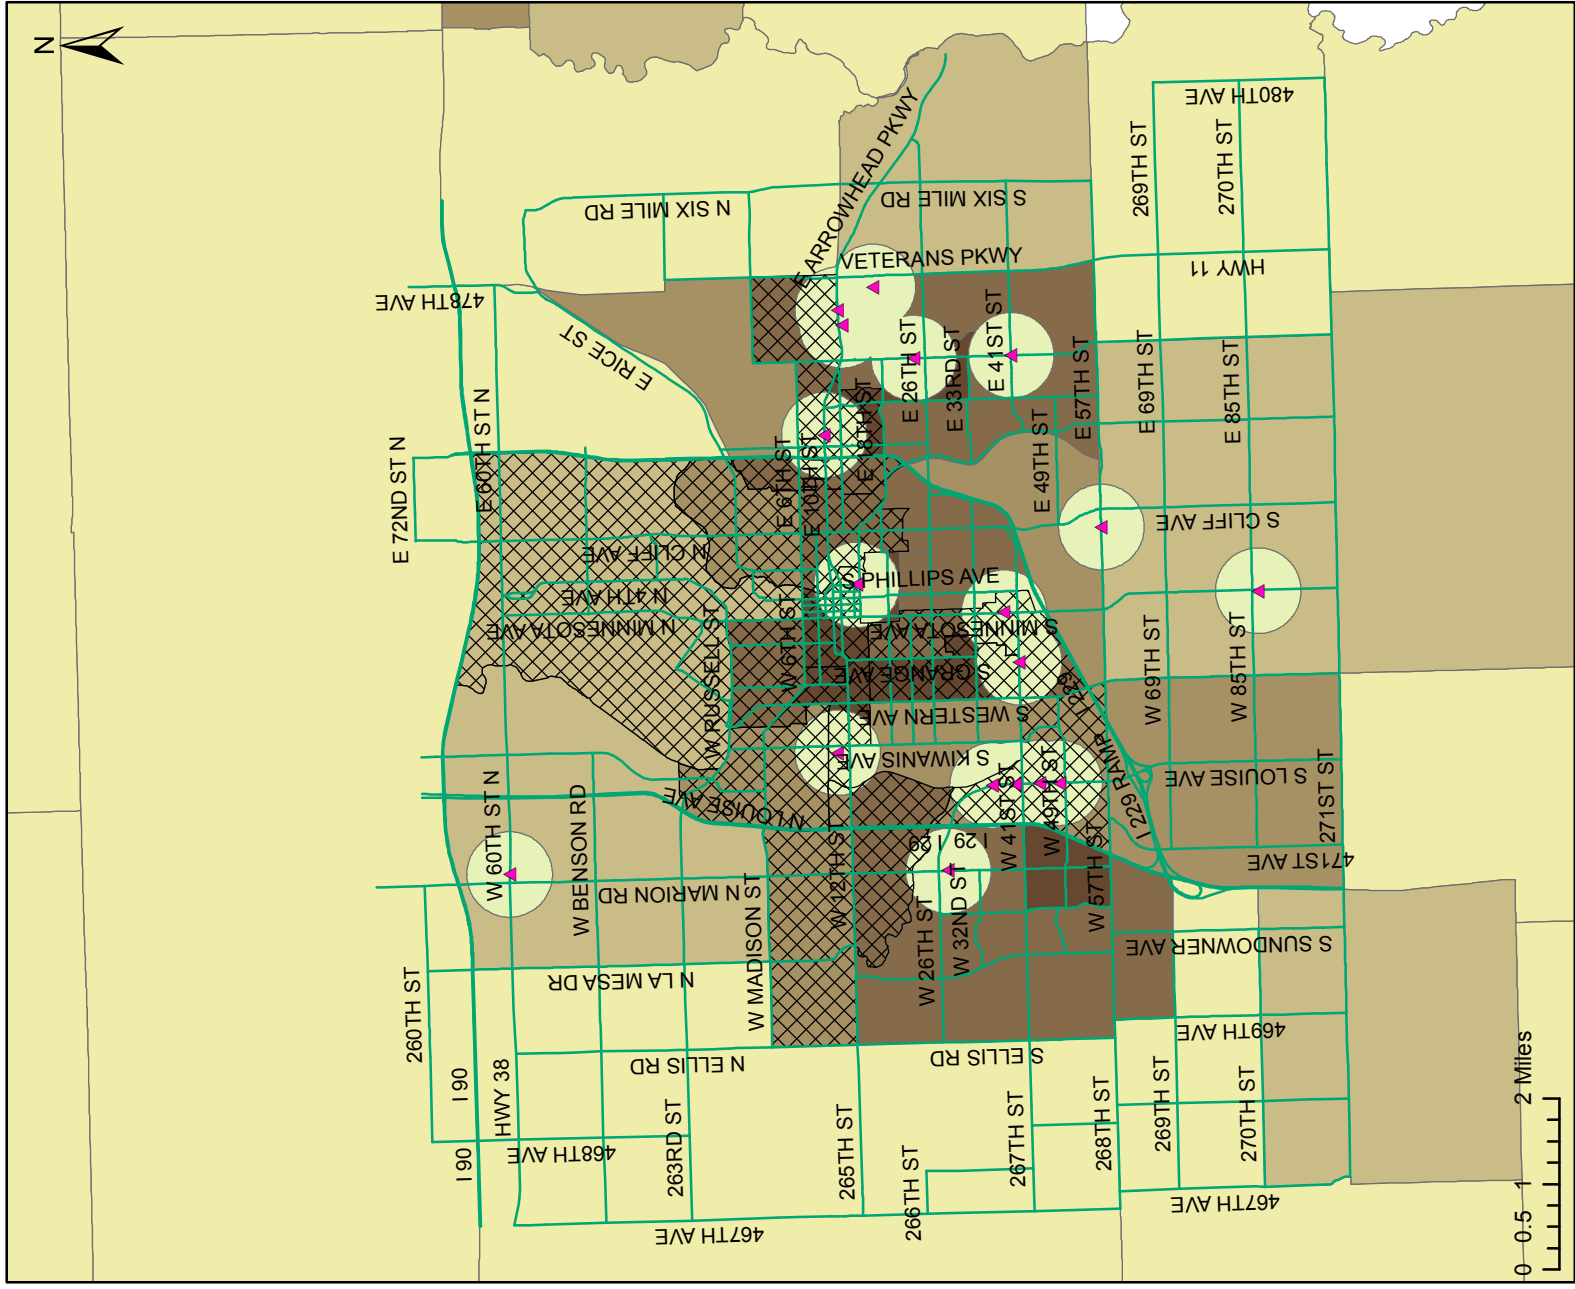 N
478TH AVE
E RICE ST
N SIX MILE RD
E ARROWHEAD PKWY
VETERANS PKWY
S SIX MILE RD
269TH ST
480TH AVE
270TH ST
HWY 11
E 72ND ST N
E 60TH ST N
N CLIFF AVE
N 4TH AVE
N MINNESOTA AVE
W RUSSELL ST
E 6TH ST
E 10TH ST
E 18TH ST
E 26TH ST
E 33RD ST
E 41ST ST
E 49TH ST
E 57TH ST
E 69TH ST
E 85TH ST
S CLIFF AVE
S PHILLIPS AVE
W 6TH ST
S MINNESOTA AVE
S GRANGE AVE
S WESTERN AVE
S KIWANIS AVE
I 229
W 69TH ST
W 85TH ST
I 229 RAMP
S LOUISE AVE
271ST ST
471ST AVE
W 60TH ST N
W BENSON RD
N LOUISE AVE
N MARION RD
W MADISON ST
W 12TH ST
I 29
I 29
W 41ST ST
W 49TH ST
W 57TH ST
W 26TH ST
W 32ND ST
S SUNDOWNER AVE
260TH ST
N LA MESA DR
N ELLIS RD
S ELLIS RD
469TH AVE
I 90
HWY 38
I 90
468TH AVE
263RD ST
467TH AVE
265TH ST
266TH ST
267TH ST
268TH ST
269TH ST
270TH ST
467TH AVE
0 0.5 1 2 Miles